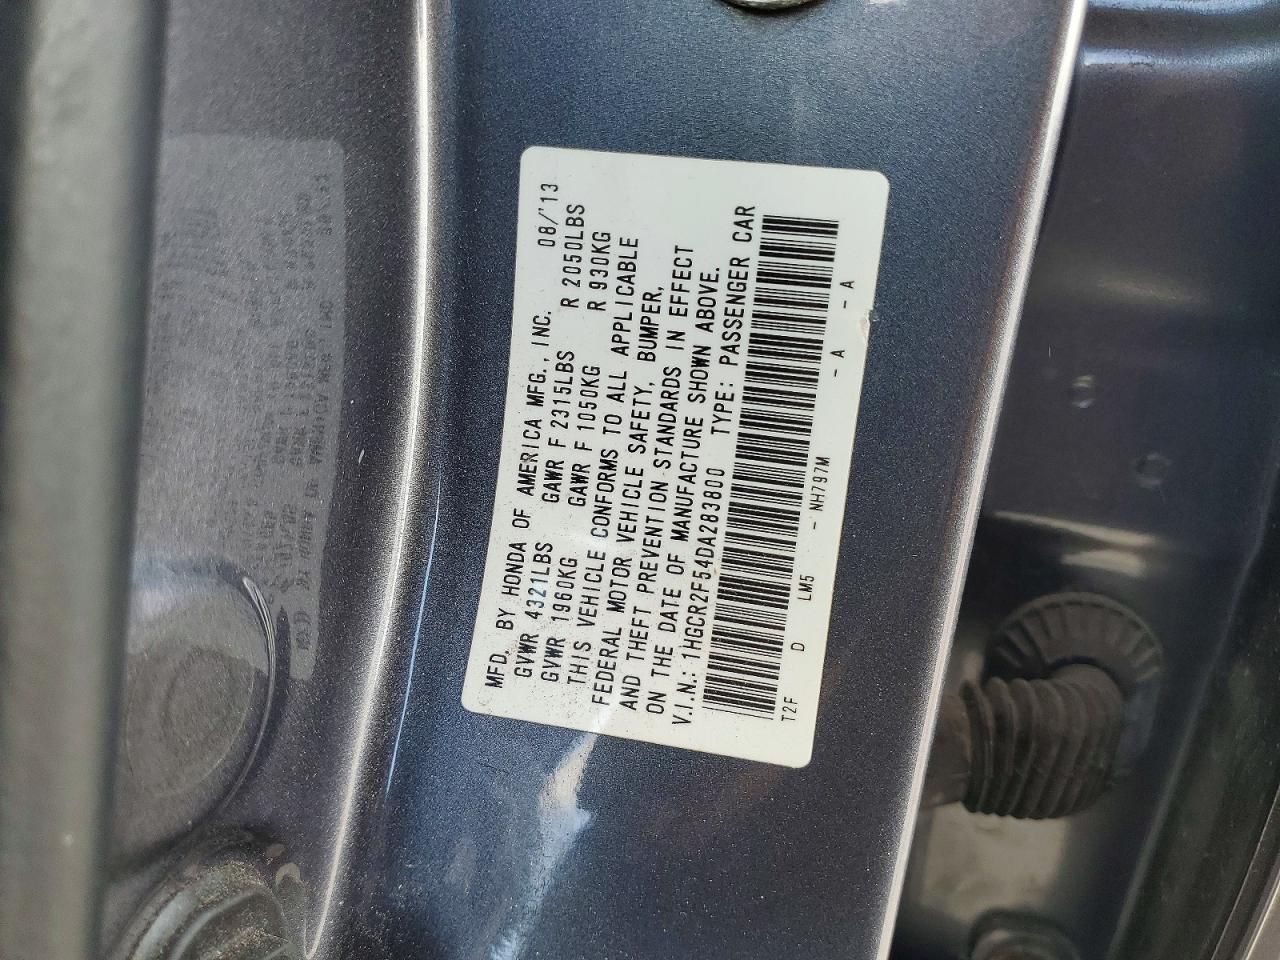 MFD. BY HONDA OF AMERICA MFG., INC. 08/'13
GVWR 4321LBS GAWR F 2315LBS R 2050LBS
GVWR 1960KG GAWR F 1050KG R 930KG
THIS VEHICLE CONFORMS TO ALL APPLICABLE
FEDERAL MOTOR VEHICLE SAFETY, BUMPER,
AND THEFT PREVENTION STANDARDS IN EFFECT
ON THE DATE OF MANUFACTURE SHOWN ABOVE.
V.I.N.: 1HGCR2F54DA283800 TYPE: PASSENGER CAR
T2F D LM5 - NH797M - A - A